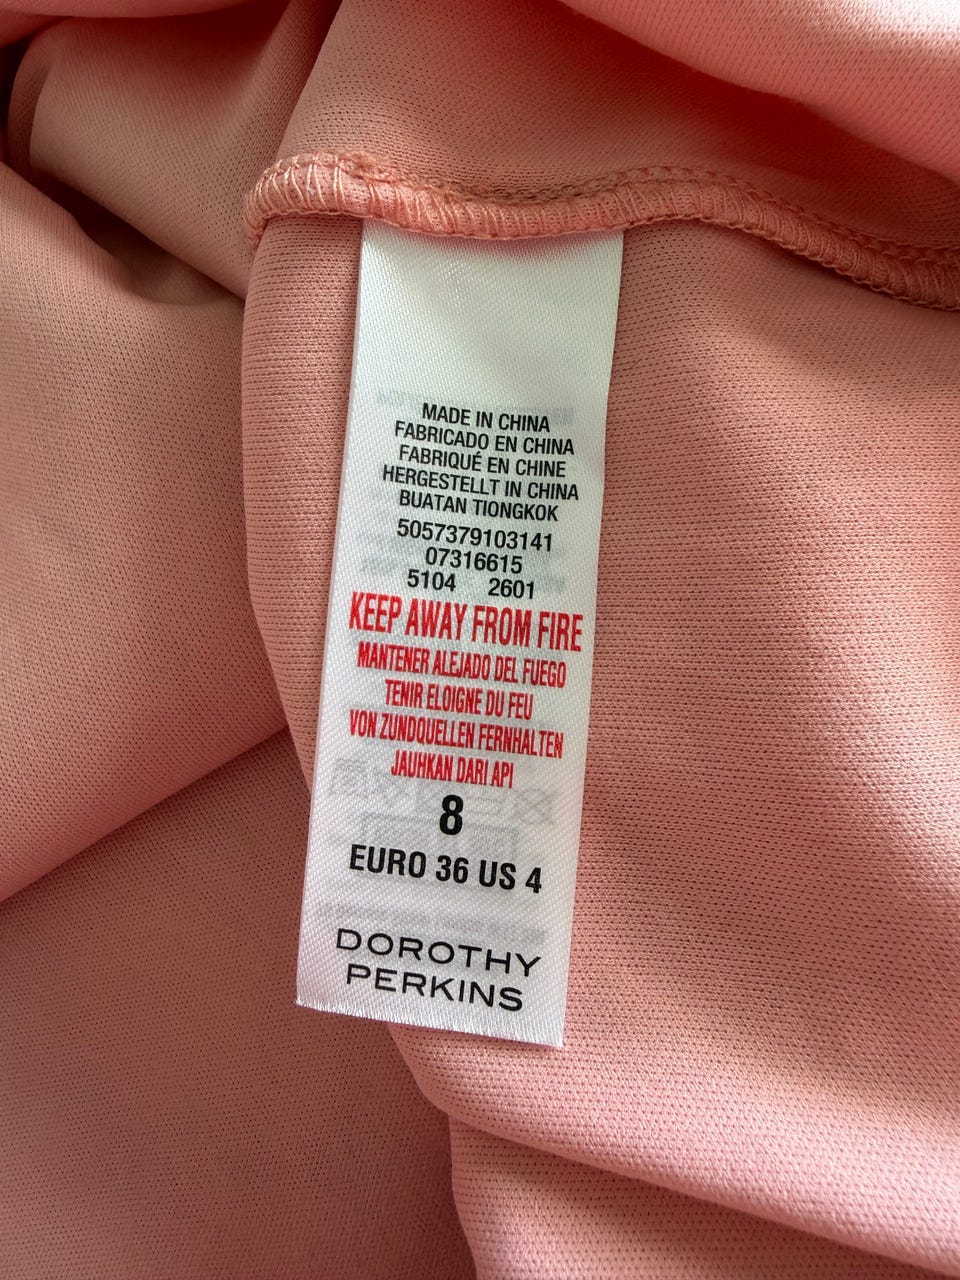 MADE IN CHINA
FABRICADO EN CHINA
FABRIQUÉ EN CHINE
HERGESTELLT IN CHINA
BUATAN TIONGKOK
5057379103141
07316615
5104 2601
KEEP AWAY FROM FIRE
MANTENER ALEJADO DEL FUEGO
TENIR ELOIGNE DU FEU
VON ZUNDQUELLEN FERNHALTEN
JAUHKAN DARI API
8
EURO 36 US 4
DOROTHY
PERKINS